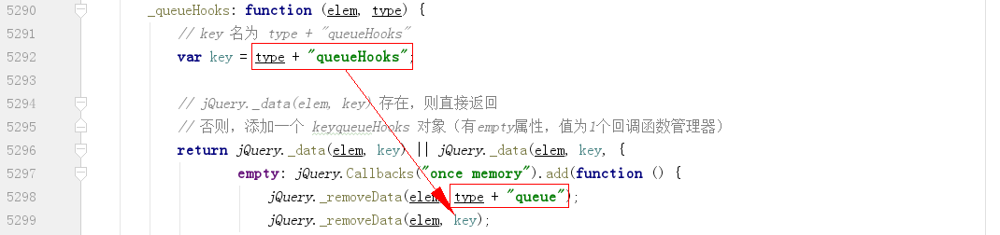 5290 _queueHooks: function (elem, type) {
5291 // key 名为 type + "queueHooks"
5292 var key = type + "queueHooks";
5293
5294 // jQuery._data(elem, key) 存在，则直接返回
5295 // 否则，添加一个 keyqueueHooks 对象（有empty属性，值为1个回调函数管理器）
5296 return jQuery._data(elem, key) || jQuery._data(elem, key, {
5297 empty: jQuery.Callbacks("once memory").add(function () {
5298 jQuery._removeData(elem, type + "queue");
5299 jQuery._removeData(elem, key);